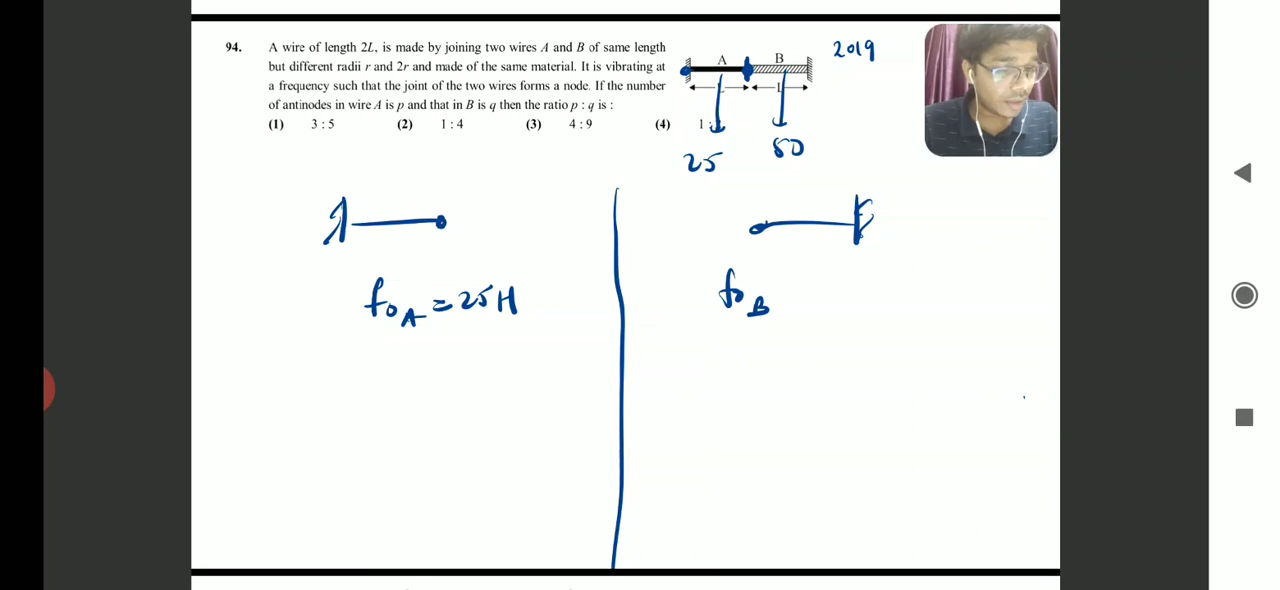 94. A wire of length 2L, is made by joining two wires A and B of same length
but different radii r and 2r and made of the same material. It is vibrating at
a frequency such that the joint of the two wires forms a node. If the number
of antinodes in wire A is p and that in B is q then the ratio p : q is :
(1) 3 : 5 (2) 1 : 4 (3) 4 : 9 (4) 1 :
A B
L L
2019
25 50
f₀A = 25H
f₀B